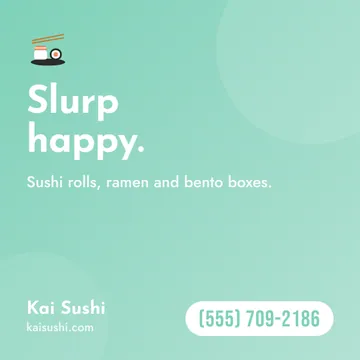 Slurp
happy.
Sushi rolls, ramen and bento boxes.
Kai Sushi
kaisushi.com
(555) 709-2186